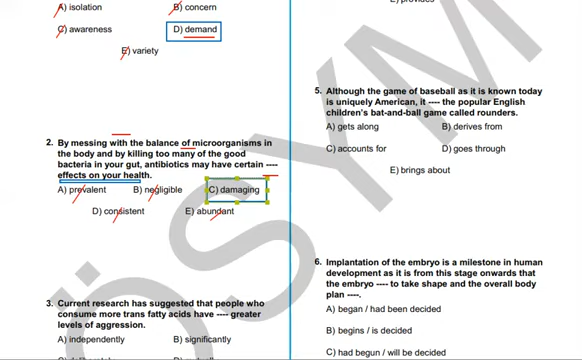 A) isolation
B) concern
C) awareness
D) demand
E) variety
2. By messing with the balance of microorganisms in
the body and by killing too many of the good
bacteria in your gut, antibiotics may have certain ----
effects on your health.
A) prevalent
B) negligible
C) damaging
D) consistent
E) abundant
3. Current research has suggested that people who
consume more trans fatty acids have ---- greater
levels of aggression.
A) independently
B) significantly
E) provides
5. Although the game of baseball as it is known today
is uniquely American, it ---- the popular English
children's bat-and-ball game called rounders.
A) gets along
B) derives from
C) accounts for
D) goes through
E) brings about
6. Implantation of the embryo is a milestone in human
development as it is from this stage onwards that
the embryo ---- to take shape and the overall body
plan ----.
A) began / had been decided
B) begins / is decided
C) had begun / will be decided
ÖSYM